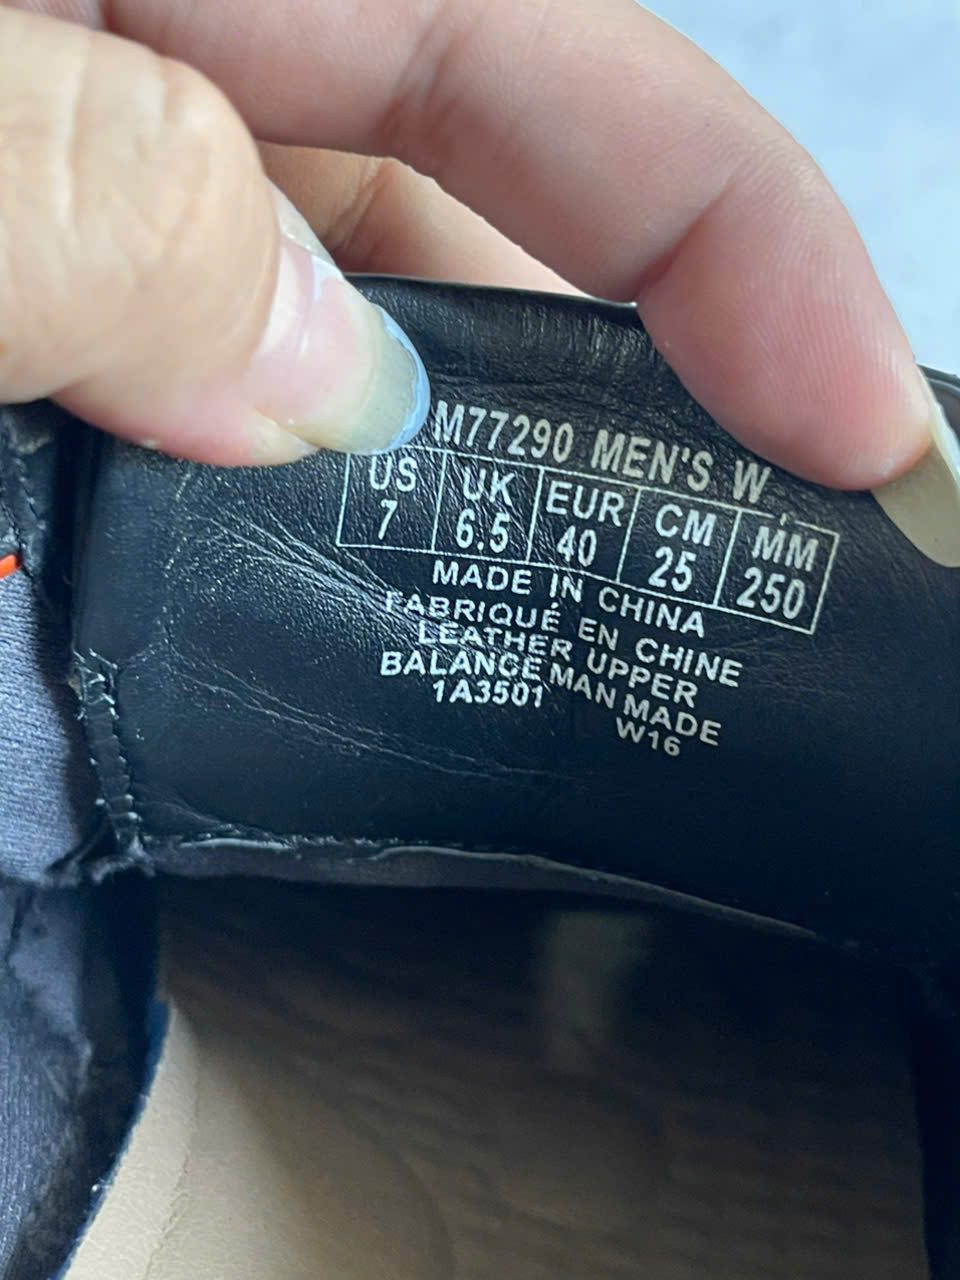 M77290 MEN'S W
US UK EUR CM MM
7 6.5 40 25 250
MADE IN CHINA
FABRIQUÉ EN CHINE
LEATHER UPPER
BALANCE MAN MADE
1A3501 W16